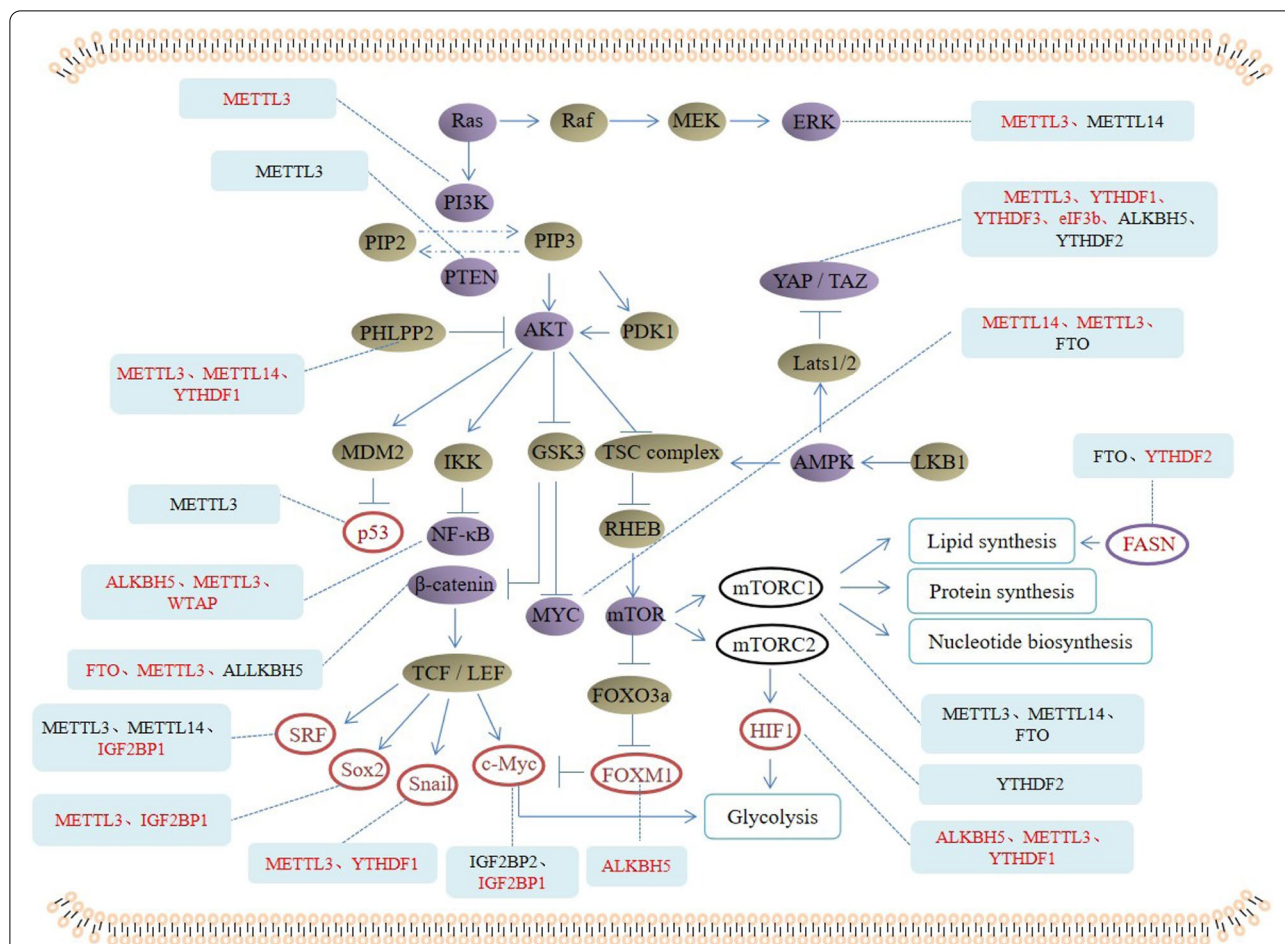 METTL3
Ras
Raf
MEK
ERK
METTL3、METTL14
METTL3
PI3K
METTL3、YTHDF1、
YTHDF3、eIF3b、ALKBH5、
YTHDF2
PIP2
PIP3
PTEN
YAP / TAZ
PHLPP2
AKT
PDK1
METTL14、METTL3、
FTO
Lats1/2
METTL3、METTL14、
YTHDF1
MDM2
IKK
GSK3
TSC complex
AMPK
LKB1
FTO、YTHDF2
METTL3
p53
NF-κB
RHEB
Lipid synthesis
FASN
ALKBH5、METTL3、
WTAP
β-catenin
MYC
mTOR
mTORC1
Protein synthesis
mTORC2
Nucleotide biosynthesis
FTO、METTL3、ALLKBH5
TCF / LEF
FOXO3a
METTL3、METTL14、
IGF2BP1
SRF
HIF1
METTL3、METTL14、
FTO
Sox2
Snail
c-Myc
FOXM1
YTHDF2
METTL3、IGF2BP1
Glycolysis
METTL3、YTHDF1
IGF2BP2、
IGF2BP1
ALKBH5
ALKBH5、METTL3、
YTHDF1